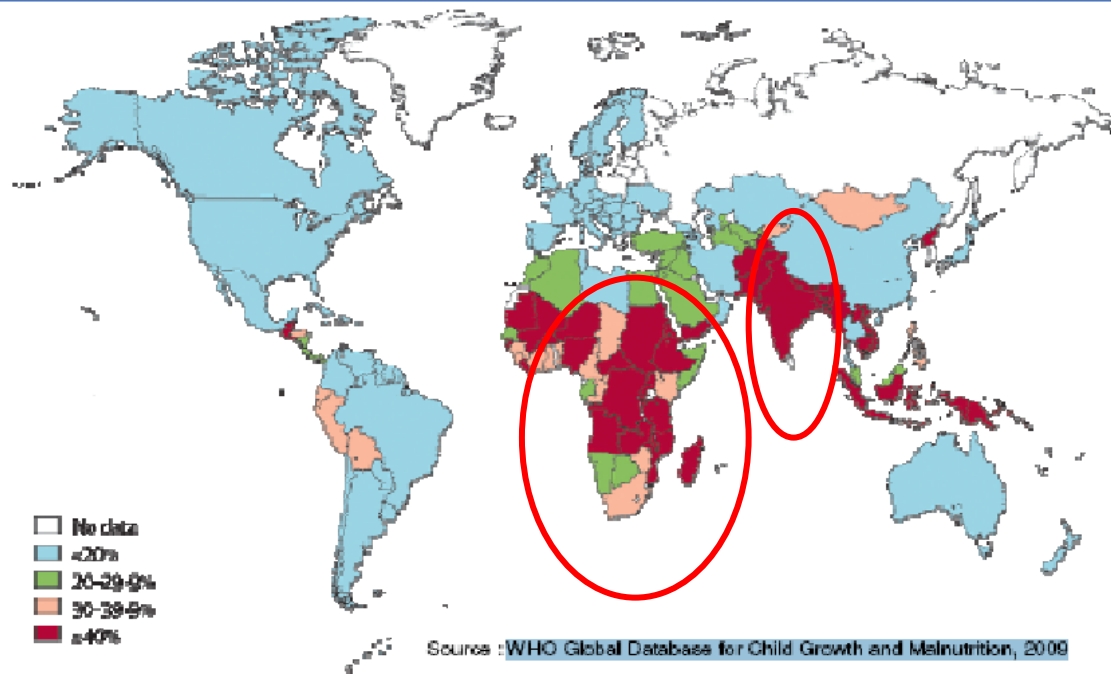 No data
<20%
20-29·9%
30-39·9%
≥40%
Source : WHO Global Database for Child Growth and Malnutrition, 2009